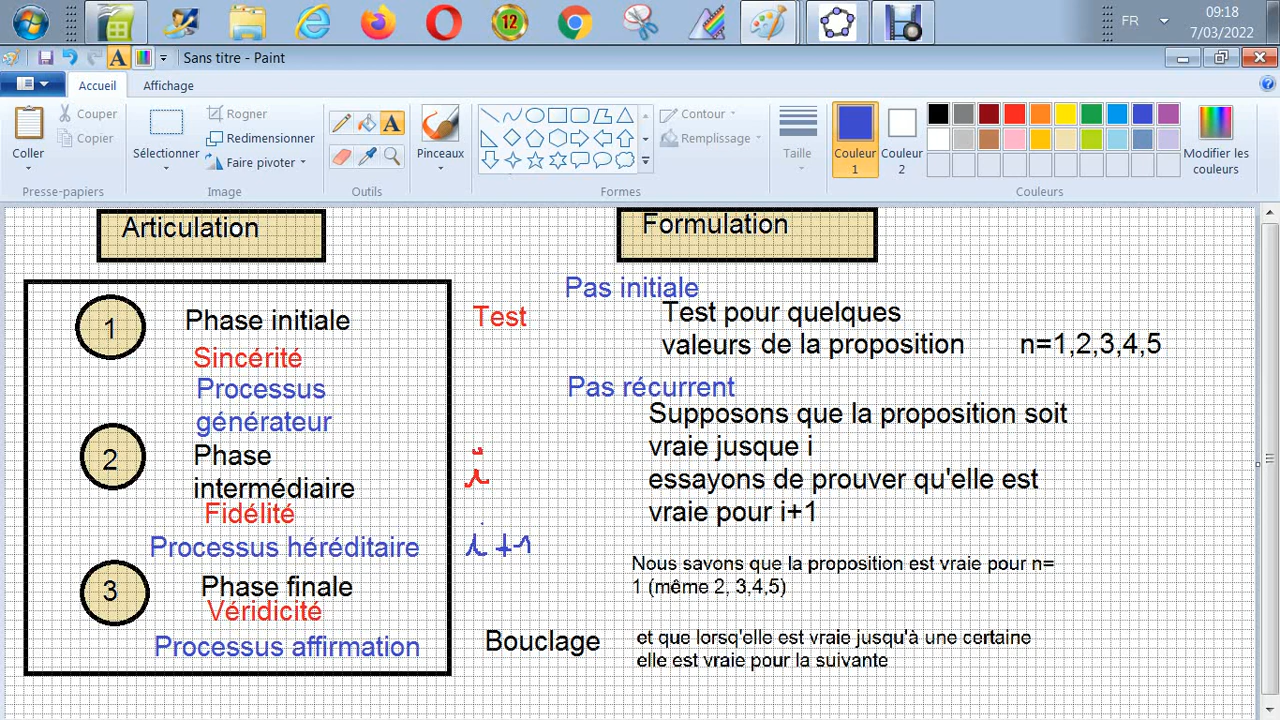 12
FR
09:18
7/03/2022
Sans titre - Paint
Accueil
Affichage
Coller
Couper
Copier
Presse-papiers
Sélectionner
Rogner
Redimensionner
Faire pivoter
Image
A
Outils
Pinceaux
Contour
Remplissage
Formes
Taille
Couleur
1
Couleur
2
Modifier les
couleurs
Couleurs
Articulation
1
Phase initiale
Sincérité
Processus
générateur
2
Phase
intermédiaire
Fidélité
Processus héréditaire
3
Phase finale
Véridicité
Processus affirmation
Test
i
i+1
Bouclage
Formulation
Pas initiale
Test pour quelques
valeurs de la proposition n=1,2,3,4,5
Pas récurrent
Supposons que la proposition soit
vraie jusque i
essayons de prouver qu'elle est
vraie pour i+1
Nous savons que la proposition est vraie pour n=
1 (même 2, 3,4,5)
et que lorsq'elle est vraie jusqu'à une certaine
elle est vraie pour la suivante